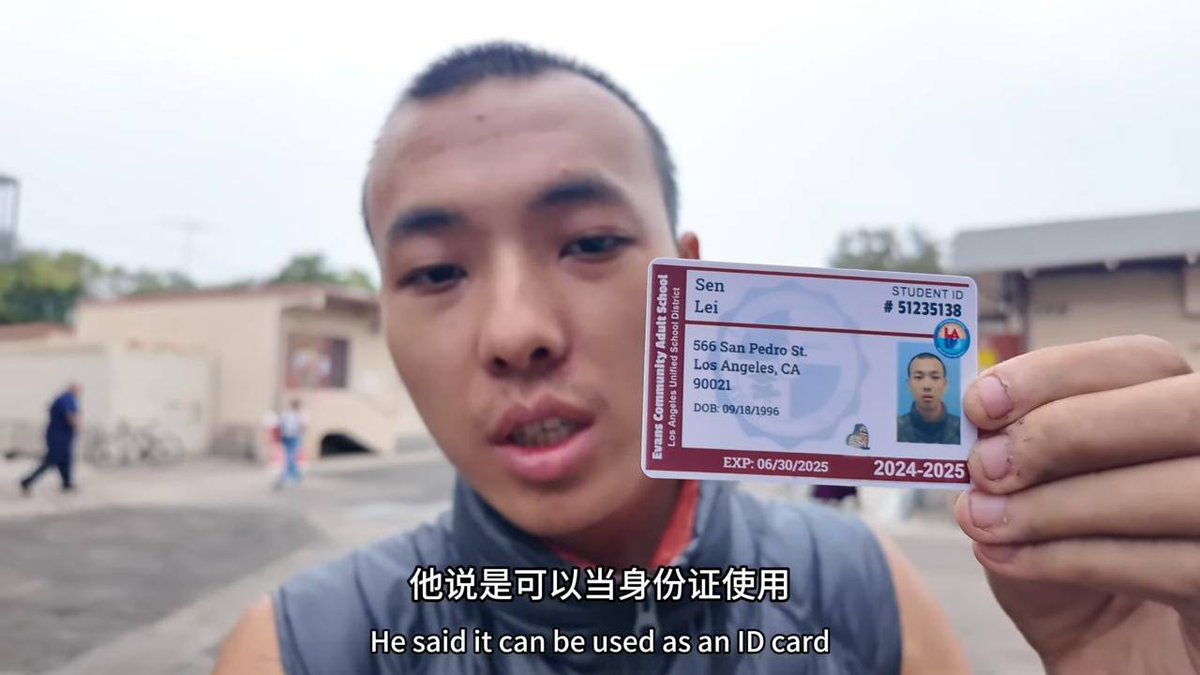 Evans Community Adult School
Los Angeles Unified School District
Sen
Lei
STUDENT ID
# 51235138
566 San Pedro St.
Los Angeles, CA
90021
DOB: 09/18/1996
LA
EXP: 06/30/2025
2024-2025
他说是可以当身份证使用
He said it can be used as an ID card